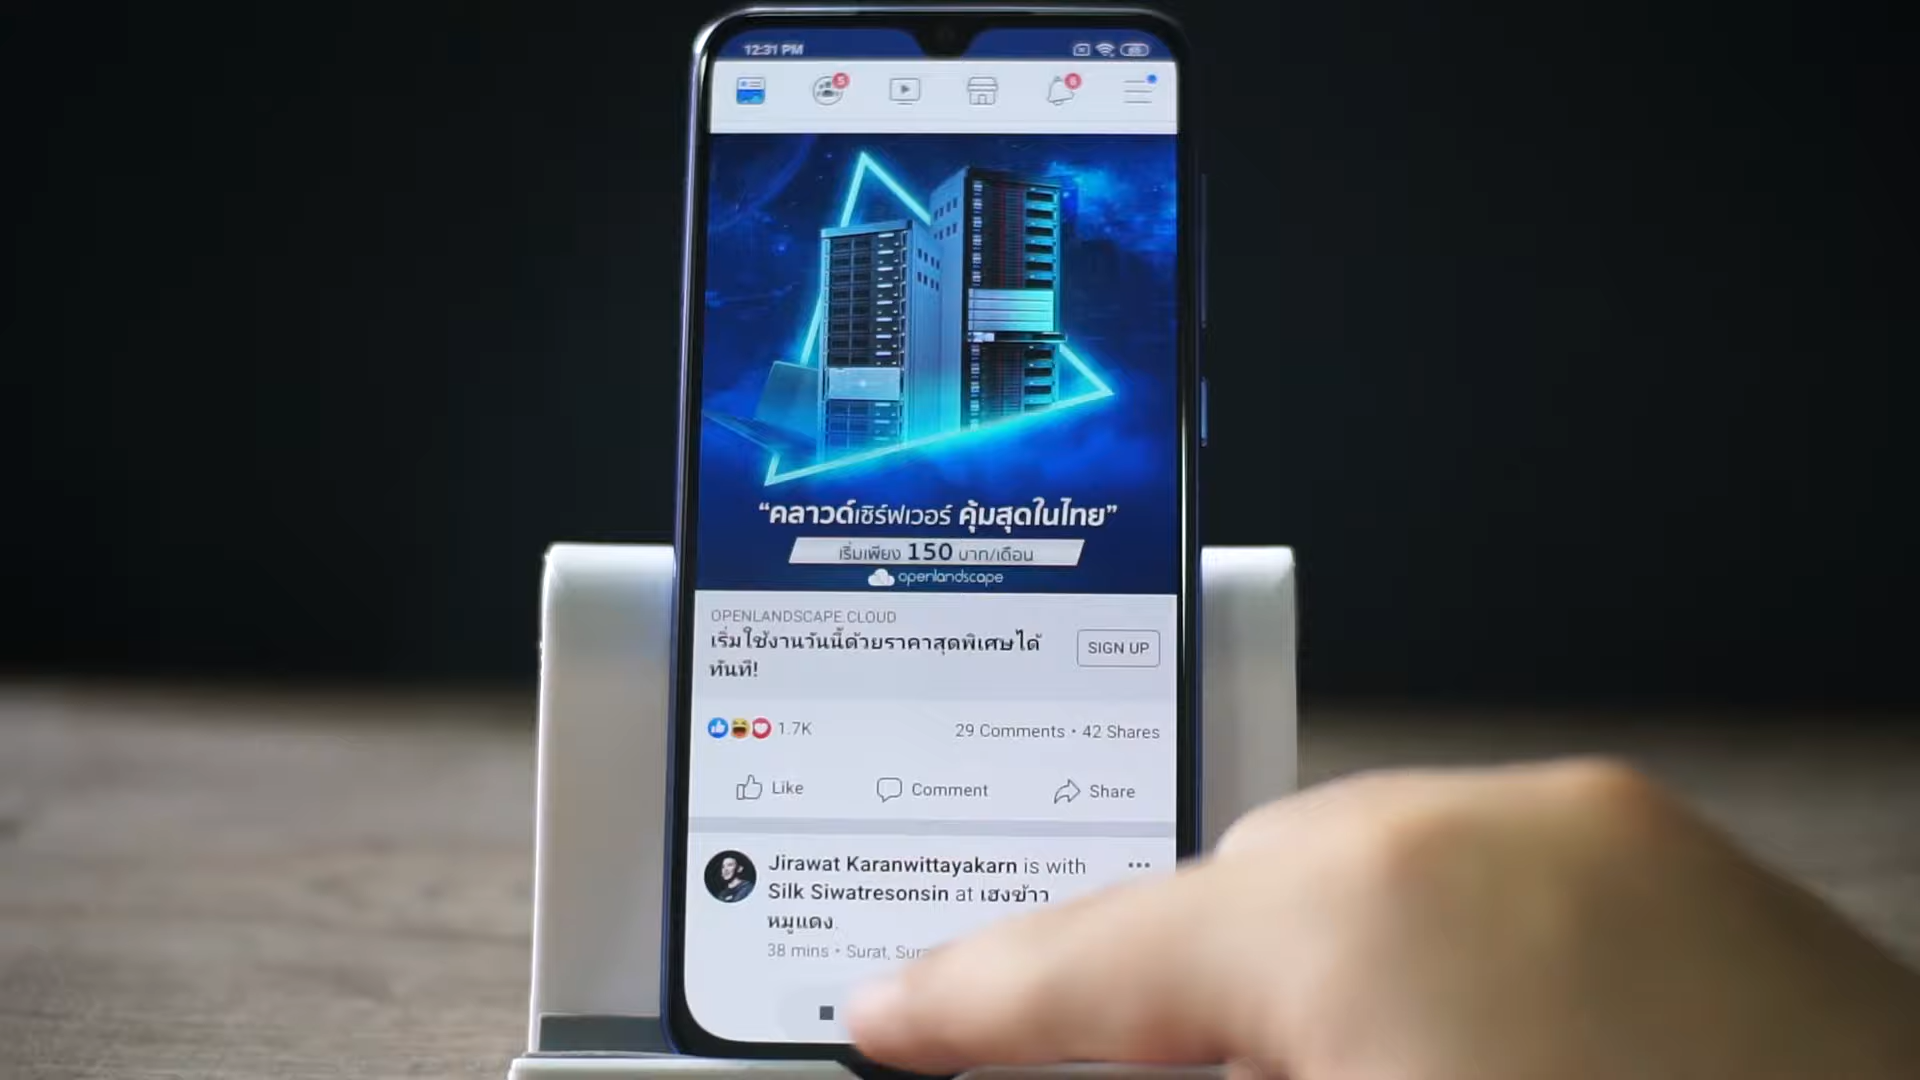 12:31 PM
5
6
“คลาวด์เซิร์ฟเวอร์ คุ้มสุดในไทย”
เริ่มเพียง 150 บาท/เดือน
openlandscape
OPENLANDSCAPE.CLOUD
เริ่มใช้งานวันนี้ด้วยราคาสุดพิเศษได้
ทันที!
SIGN UP
1.7K
29 Comments • 42 Shares
Like
Comment
Share
Jirawat Karanwittayakarn is with
Silk Siwatresonsin at เฮงข้าว
หมูแดง.
38 mins • Surat,